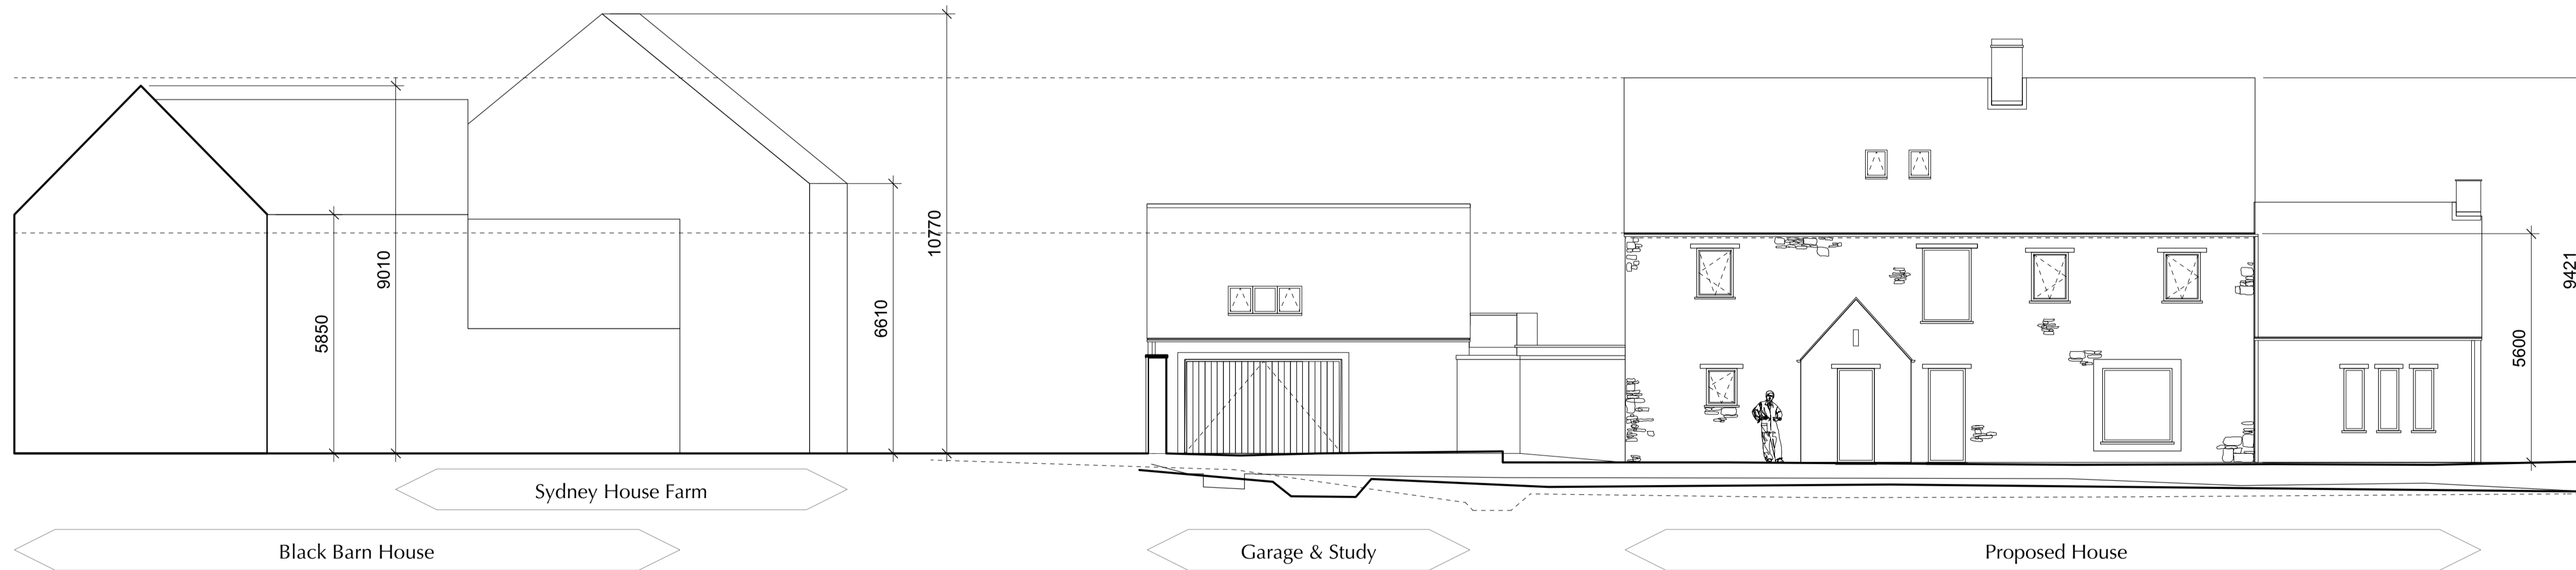 10770
9010
5850
6610
9421
5600
Sydney House Farm
Black Barn House
Garage & Study
Proposed House